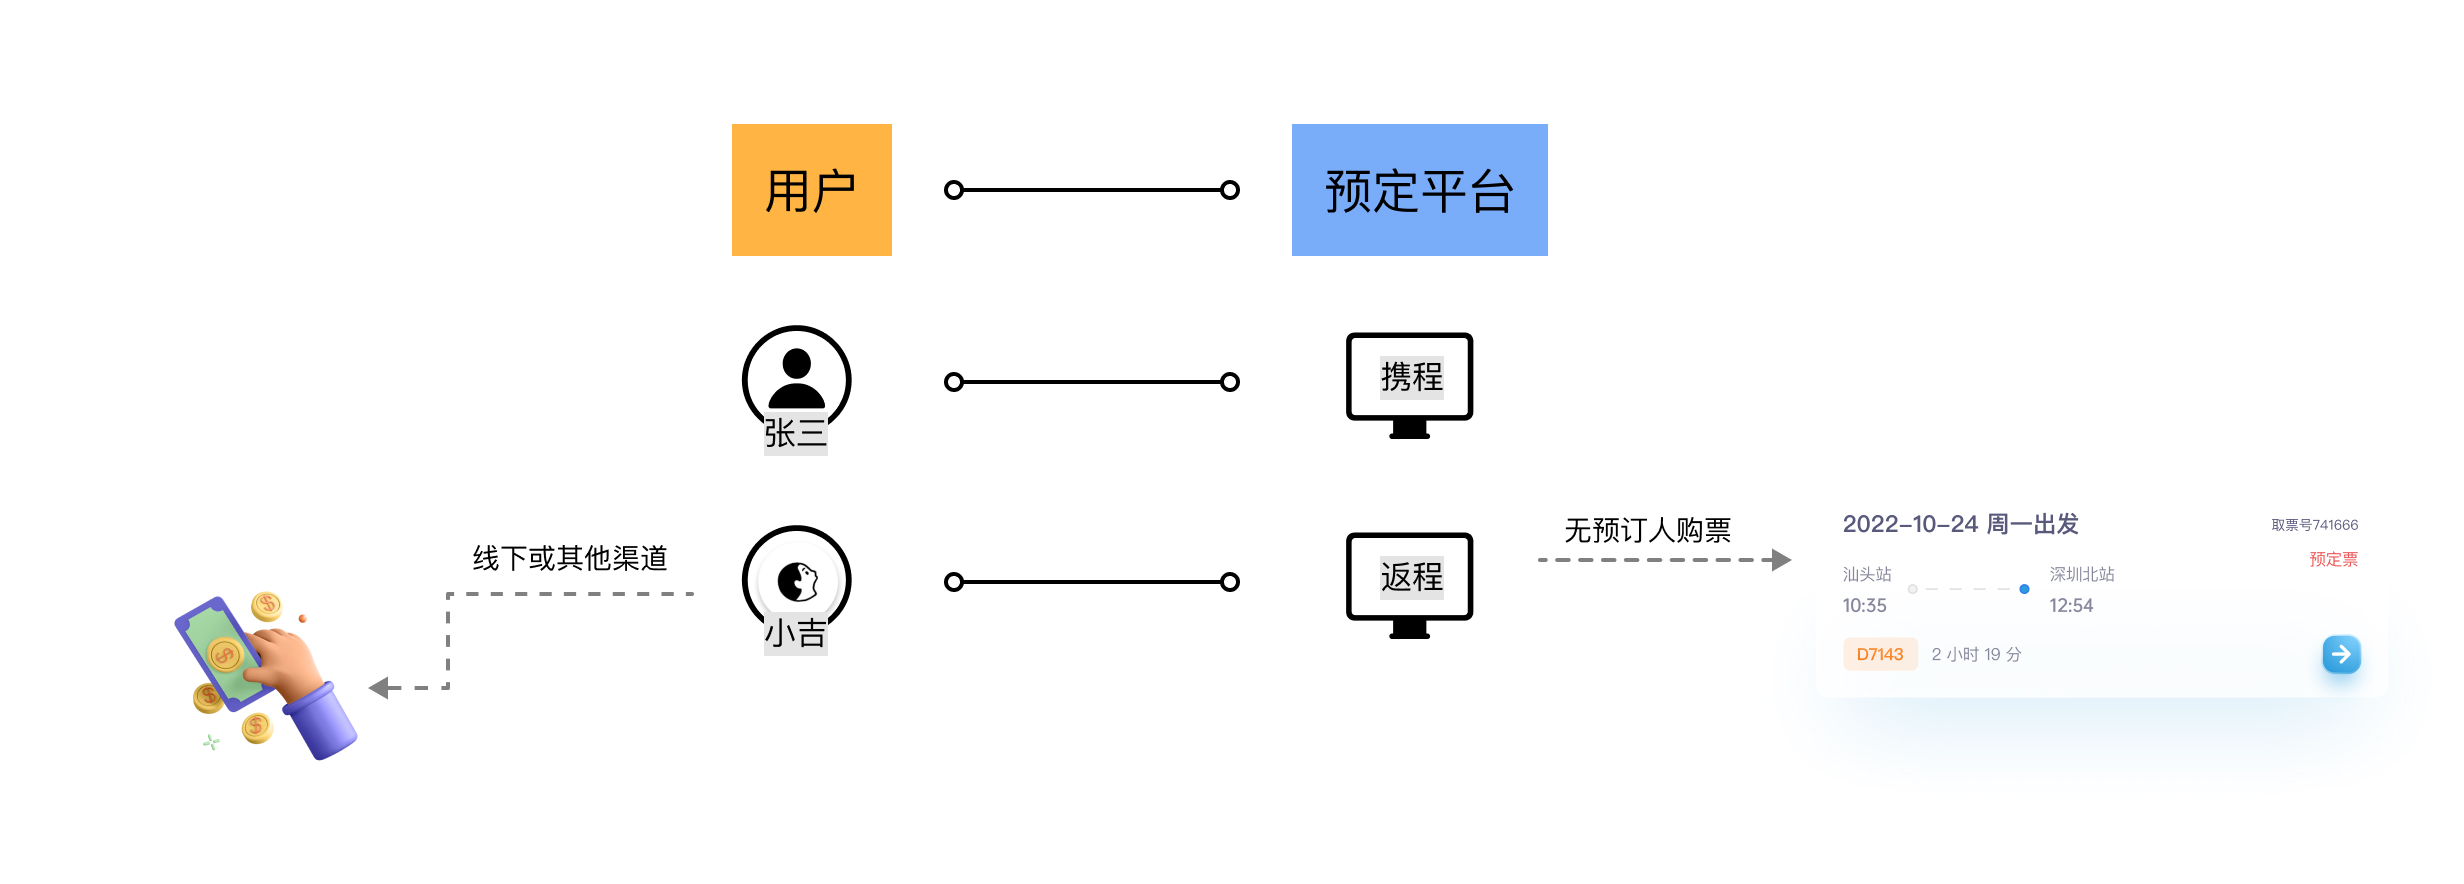 用户
预定平台
张三
携程
线下或其他渠道
小吉
返程
无预订人购票
2022-10-24 周一出发
取票号741666
预定票
汕头站
深圳北站
10:35
12:54
D7143
2 小时 19 分